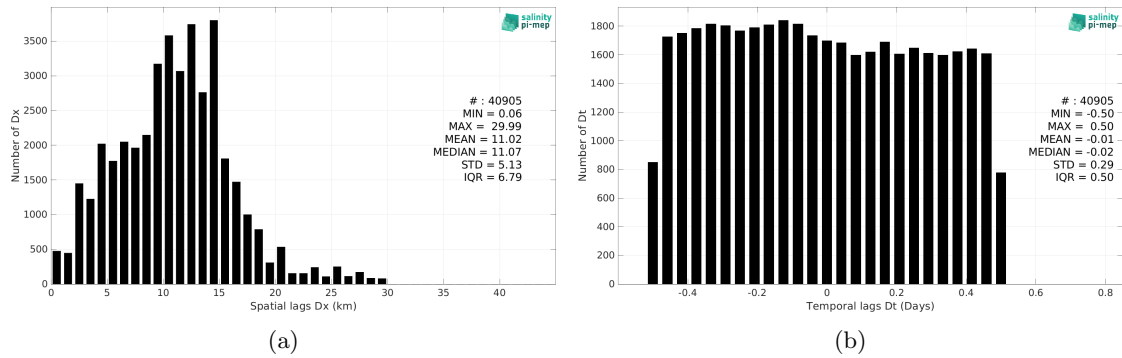 3500
3000
2500
2000
1500
1000
500
0
Number of Dx
salinity
pi-mep
# : 40905
MIN = 0.06
MAX = 29.99
MEAN = 11.02
MEDIAN = 11.07
STD = 5.13
IQR = 6.79
0 5 10 15 20 25 30 35 40
Spatial lags Dx (km)
(a)
1800
1600
1400
1200
1000
800
600
400
200
0
Number of Dt
salinity
pi-mep
# : 40905
MIN = -0.50
MAX = 0.50
MEAN = -0.01
MEDIAN = -0.02
STD = 0.29
IQR = 0.50
-0.4 -0.2 0 0.2 0.4 0.6 0.8
Temporal lags Dt (Days)
(b)